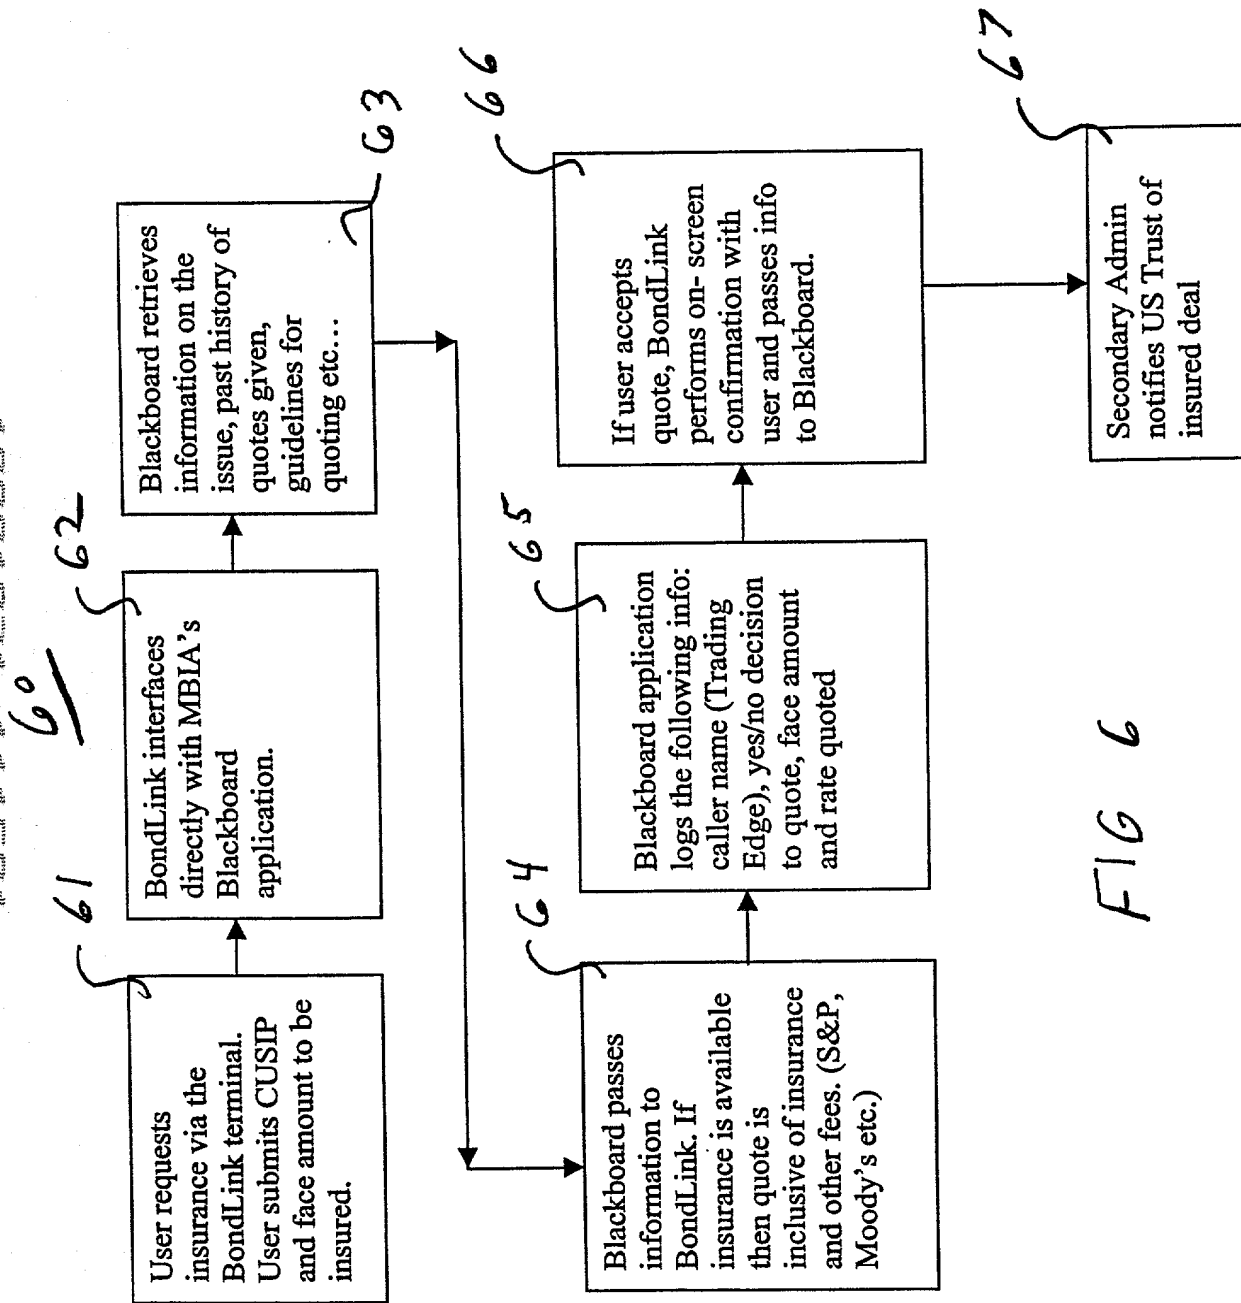 60
61
User requests
insurance via the
BondLink terminal.
User submits CUSIP
and face amount to be
insured.
62
BondLink interfaces
directly with MBIA's
Blackboard
application.
63
Blackboard retrieves
information on the
issue, past history of
quotes given,
guidelines for
quoting etc...
64
Blackboard passes
information to
BondLink. If
insurance is available
then quote is
inclusive of insurance
and other fees. (S&P,
Moody's etc.)
65
Blackboard application
logs the following info:
caller name (Trading
Edge), yes/no decision
to quote, face amount
and rate quoted
66
If user accepts
quote, BondLink
performs on- screen
confirmation with
user and passes info
to Blackboard.
67
Secondary Admin
notifies US Trust of
insured deal
FIG 6